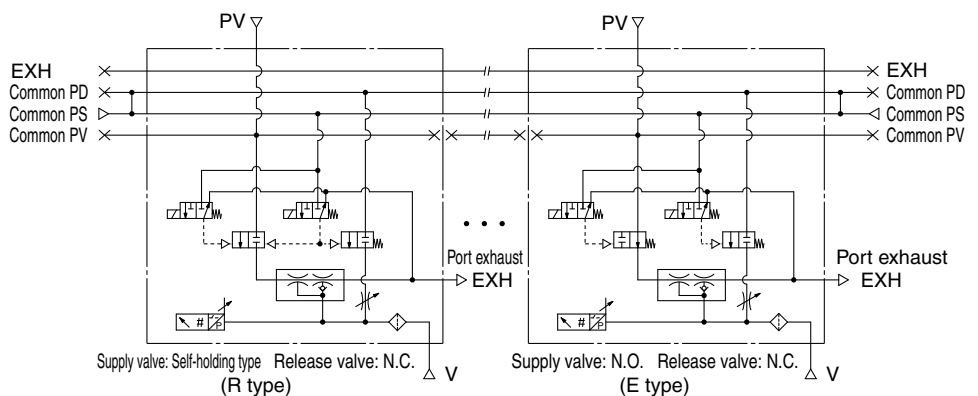 PV
PV
EXH
EXH
Common PD
Common PD
Common PS
Common PS
Common PV
Common PV
Port exhaust
EXH
Port exhaust
EXH
#
P
#
P
Supply valve: Self-holding type
Release valve: N.C.
V
Supply valve: N.O.
Release valve: N.C.
V
(R type)
(E type)